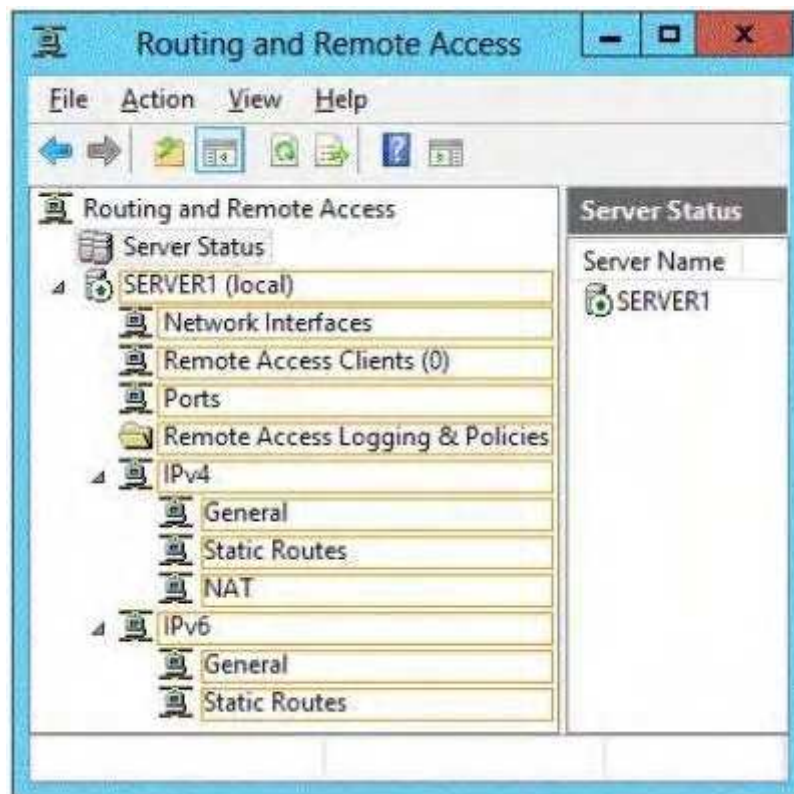 Routing and Remote Access
File Action View Help
Routing and Remote Access
Server Status
SERVER1 (local)
Network Interfaces
Remote Access Clients (0)
Ports
Remote Access Logging & Policies
IPv4
General
Static Routes
NAT
IPv6
General
Static Routes
Server Status
Server Name
SERVER1